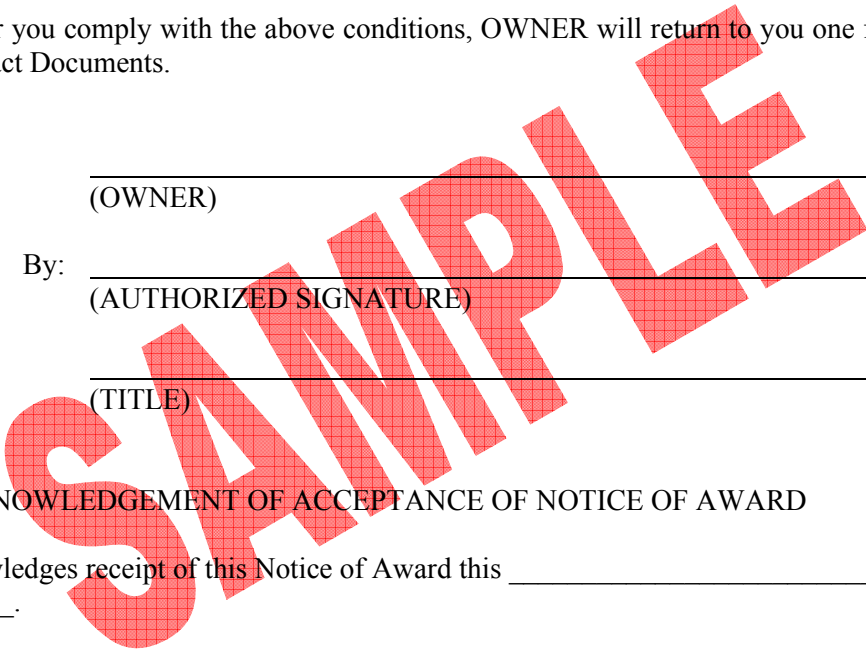 you comply with the above conditions, OWNER will return to you one
Documents.
(OWNER)
By:
(AUTHORIZED SIGNATURE)
(TITLE)
SAMPLE
NOWLEDGEMENT OF ACCEPTANCE OF NOTICE OF AWARD
ledges receipt of this Notice of Award this ____________________________
_.